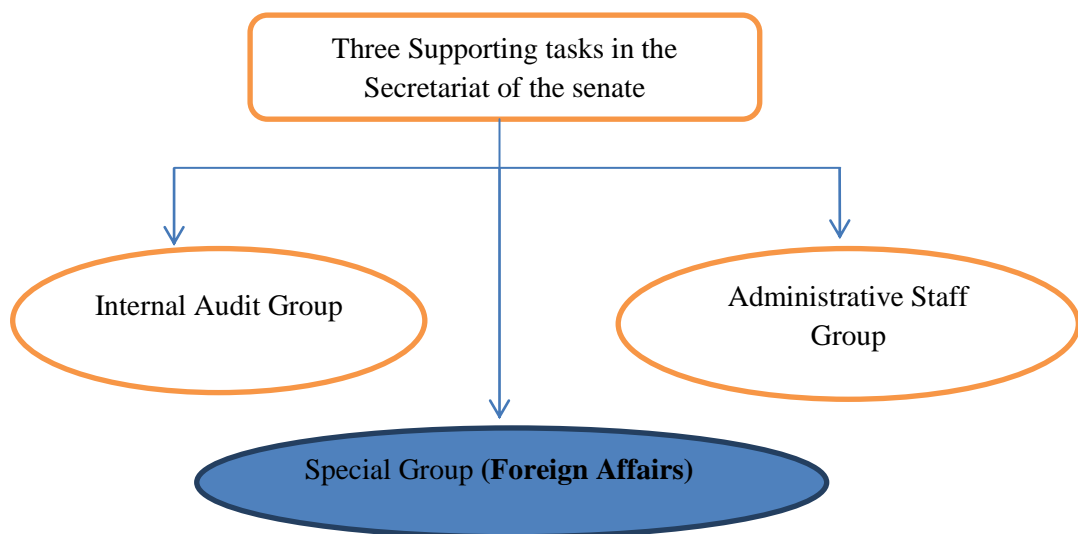 Three Supporting tasks in the
Secretariat of the senate
Internal Audit Group
Administrative Staff
Group
Special Group (Foreign Affairs)